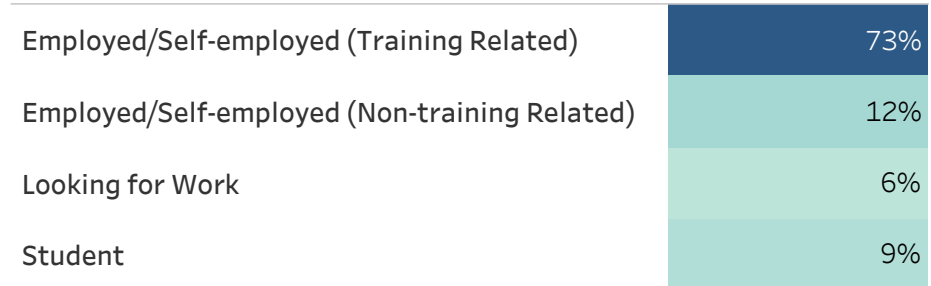 Employed/Self-employed (Training Related) 73%
Employed/Self-employed (Non-training Related) 12%
Looking for Work 6%
Student 9%